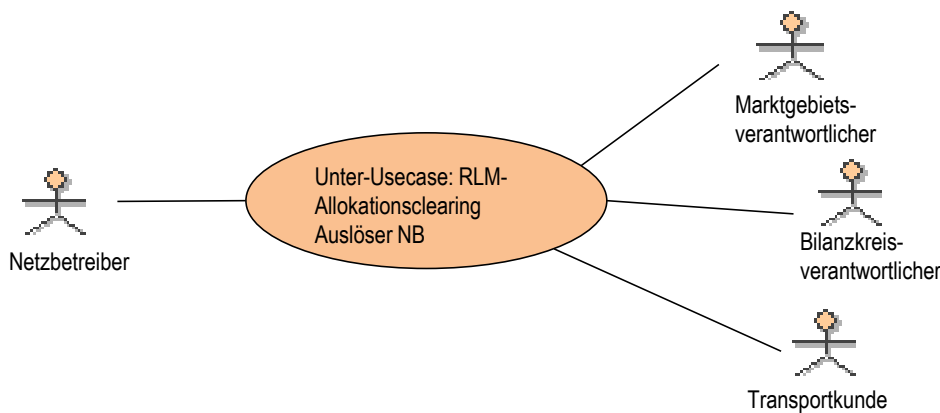 Marktgebiets-
verantwortlicher
Unter-Usecase: RLM-
Allokationsclearing
Auslöser NB
Netzbetreiber
Bilanzkreis-
verantwortlicher
Transportkunde